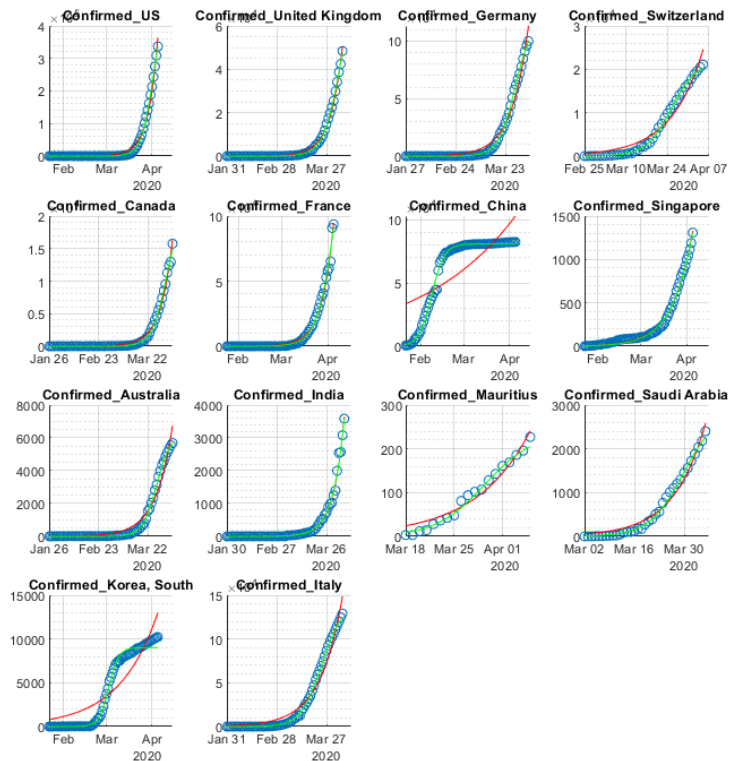 Confirmed_US
4
3
2
1
0
Feb Mar Apr
2020
Confirmed_United Kingdom
6
4
2
0
Jan 31 Feb 28 Mar 27
2020
Confirmed_Germany
10
5
0
Jan 27 Feb 24 Mar 23
2020
Confirmed_Switzerland
3
2
1
0
Feb 25 Mar 10 Mar 24 Apr 07
2020
Confirmed_Canada
2
1.5
1
0.5
0
Jan 26 Feb 23 Mar 22
2020
Confirmed_France
10
5
0
Feb Mar Apr
2020
Confirmed_China
10
5
0
Feb Mar Apr
2020
Confirmed_Singapore
1500
1000
500
0
Feb Mar Apr
2020
Confirmed_Australia
8000
6000
4000
2000
0
Jan 26 Feb 23 Mar 22
2020
Confirmed_India
4000
3000
2000
1000
0
Jan 30 Feb 27 Mar 26
2020
Confirmed_Mauritius
300
200
100
0
Mar 18 Mar 25 Apr 01
2020
Confirmed_Saudi Arabia
3000
2000
1000
0
Mar 02 Mar 16 Mar 30
2020
Confirmed_Korea, South
15000
10000
5000
0
Feb Mar Apr
2020
Confirmed_Italy
15
10
5
0
Jan 31 Feb 28 Mar 27
2020